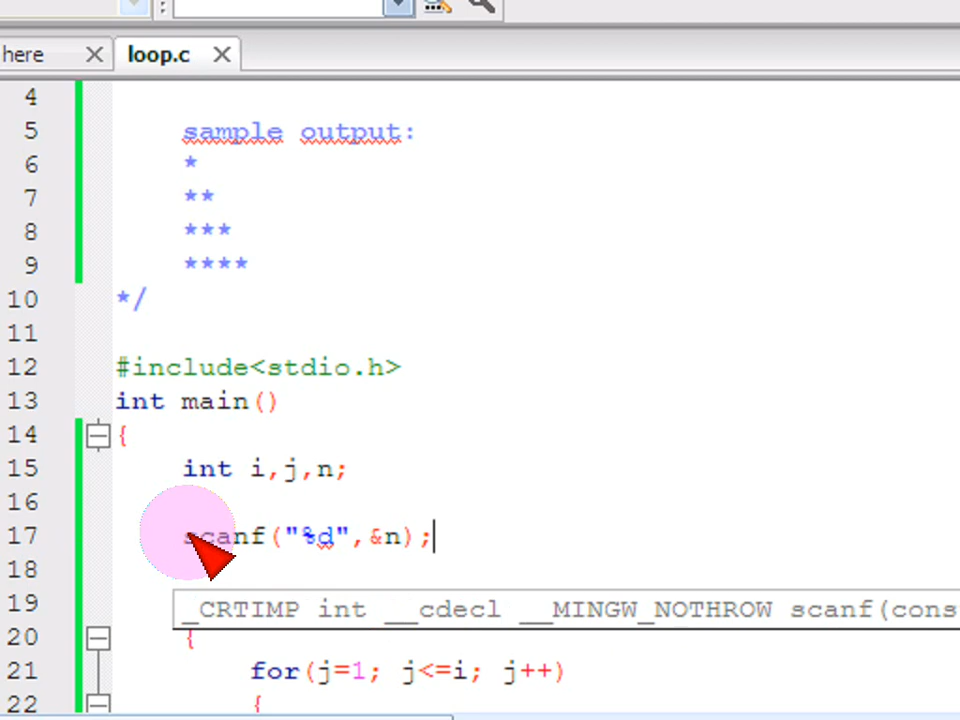 here loop.c
4
5 sample output:
6 *
7 **
8 ***
9 ****
10 */
11
12 #include<stdio.h>
13 int main()
14 {
15 int i,j,n;
16
17 scanf("%d",&n);
18
19 _CRTIMP int __cdecl __MINGW_NOTHROW scanf(cons
20 {
21 for(j=1; j<=i; j++)
22 {